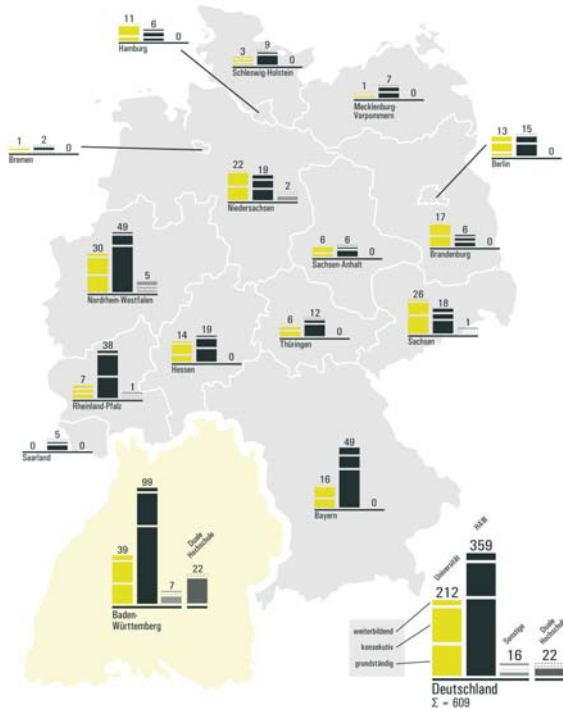 11 6 0
Hamburg
3 9 0
Schleswig-Holstein
1 7 0
Mecklenburg-
Vorpommern
1 2 0
Bremen
13 15 0
Berlin
22 19 2
Niedersachsen
17 6 0
Brandenburg
30 49 5
Nordrhein-Westfalen
6 6 0
Sachsen-Anhalt
26 18 1
Sachsen
14 19 0
Hessen
6 12 0
Thüringen
7 38 1
Rheinland-Pfalz
0 5 0
Saarland
16 49 0
Bayern
39 99 7 22
Duale
Hochschule
Baden-
Württemberg
Universität
HAW
Sonstige
Duale
Hochschule
212 359 16 22
weiterbildend
konsekutiv
grundständig
Deutschland
Σ = 609